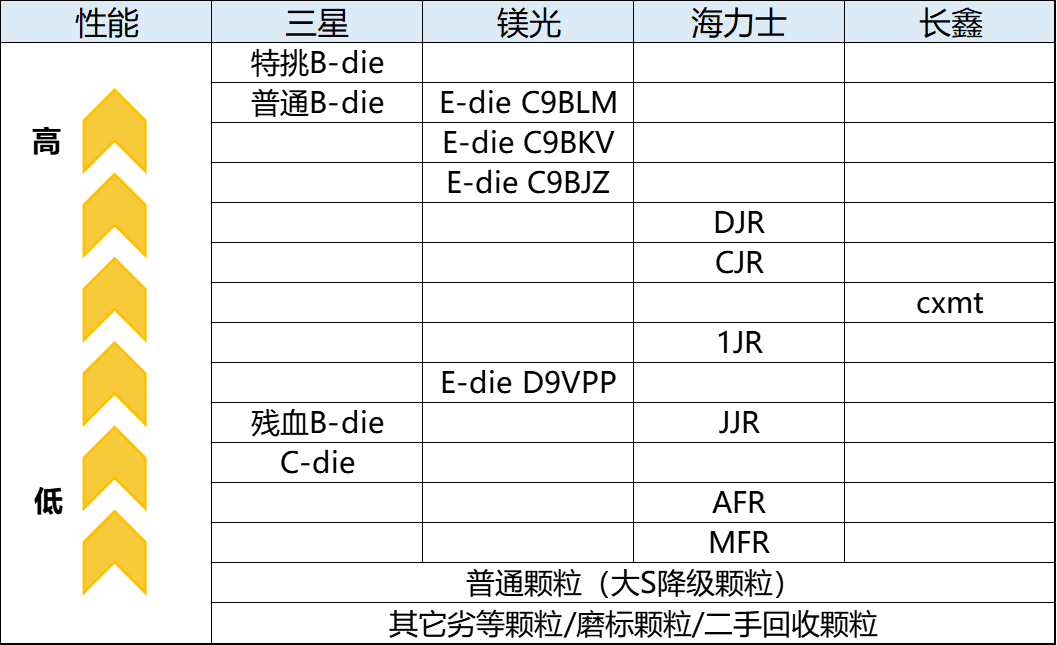 性能 三星 镁光 海力士 长鑫
特挑B-die
普通B-die E-die C9BLM
高
E-die C9BKV
E-die C9BJZ
DJR
CJR
cxmt
1JR
E-die D9VPP
残血B-die JJR
C-die
低
AFR
MFR
普通颗粒（大S降级颗粒）
其它劣等颗粒/磨标颗粒/二手回收颗粒